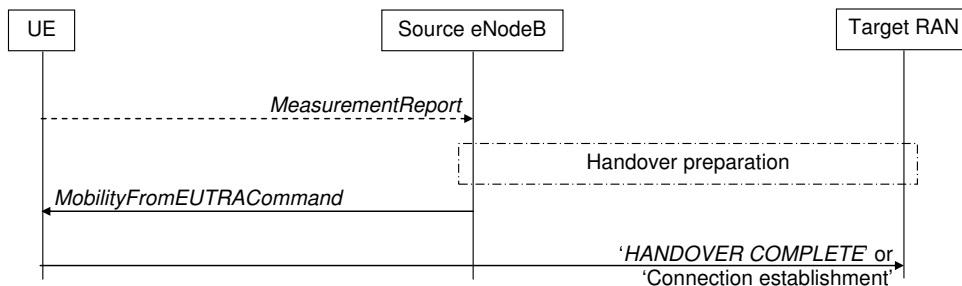 UE
Source eNodeB
Target RAN
MeasurementReport
Handover preparation
MobilityFromEUTRACommand
‘HANDOVER COMPLETE’ or
‘Connection establishment’